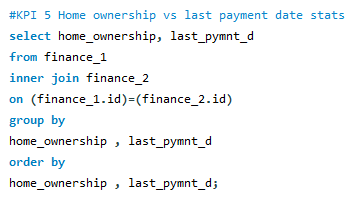 #KPI 5 Home ownership vs last payment date stats
select home_ownership, last_pymnt_d
from finance_1
inner join finance_2
on (finance_1.id)=(finance_2.id)
group by
home_ownership , last_pymnt_d
order by
home_ownership , last_pymnt_d;